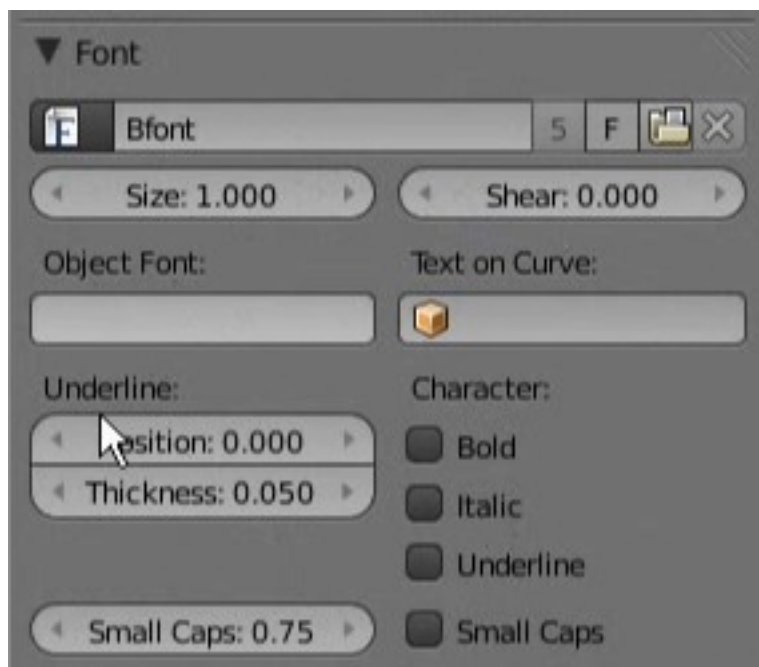 Font
Bfont 5 F
Size: 1.000 Shear: 0.000
Object Font: Text on Curve:
Underline: Character:
sition: 0.000 Bold
Thickness: 0.050 Italic
Underline
Small Caps: 0.75 Small Caps